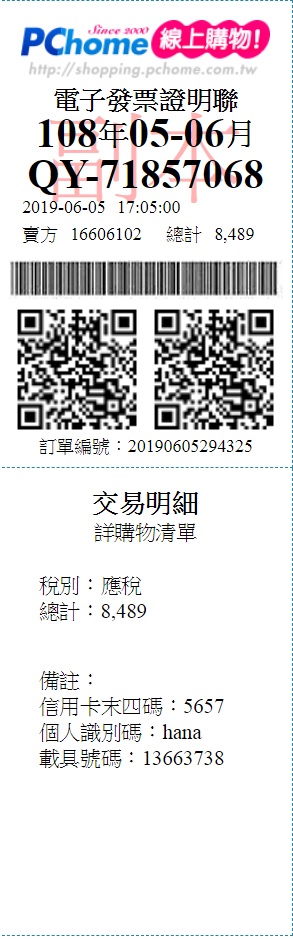 Since 2000
PChome 線上購物!
http://shopping.pchome.com.tw
電子發票證明聯
108年05-06月
副本
QY-71857068
2019-06-05 17:05:00
賣方 16606102 總計 8,489
訂單編號：20190605294325
交易明細
詳購物清單
稅別：應稅
總計：8,489
備註：
信用卡末四碼：5657
個人識別碼：hana
載具號碼：13663738